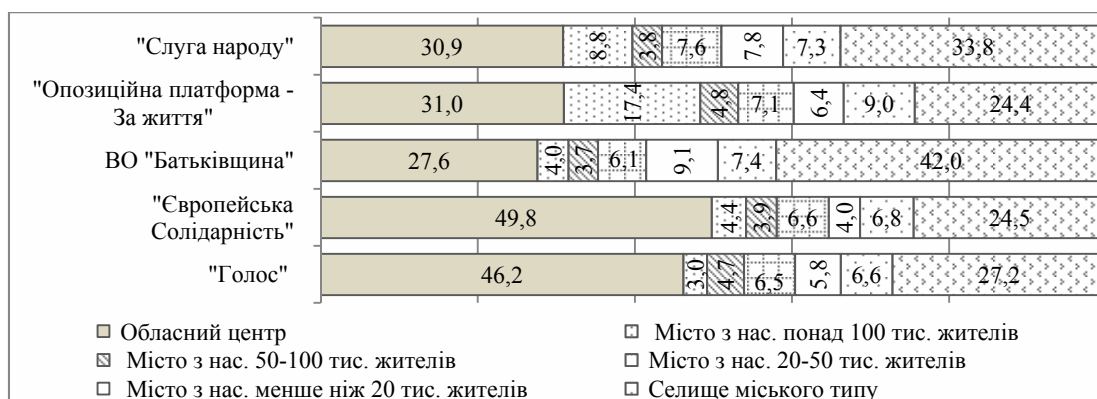 "Слуга народу" 30,9 8,8 3,8 7,6 7,8 7,3 33,8
"Опозиційна платформа -
За життя" 31,0 17,4 4,8 7,1 6,4 9,0 24,4
ВО "Батьківщина" 27,6 4,0 3,7 6,1 9,1 7,4 42,0
"Європейська
Солідарність" 49,8 4,4 3,9 6,6 4,0 6,8 24,5
"Голос" 46,2 3,0 4,7 6,5 5,8 6,6 27,2
Обласний центр
Місто з нас. понад 100 тис. жителів
Місто з нас. 50-100 тис. жителів
Місто з нас. 20-50 тис. жителів
Місто з нас. менше ніж 20 тис. жителів
Селище міського типу